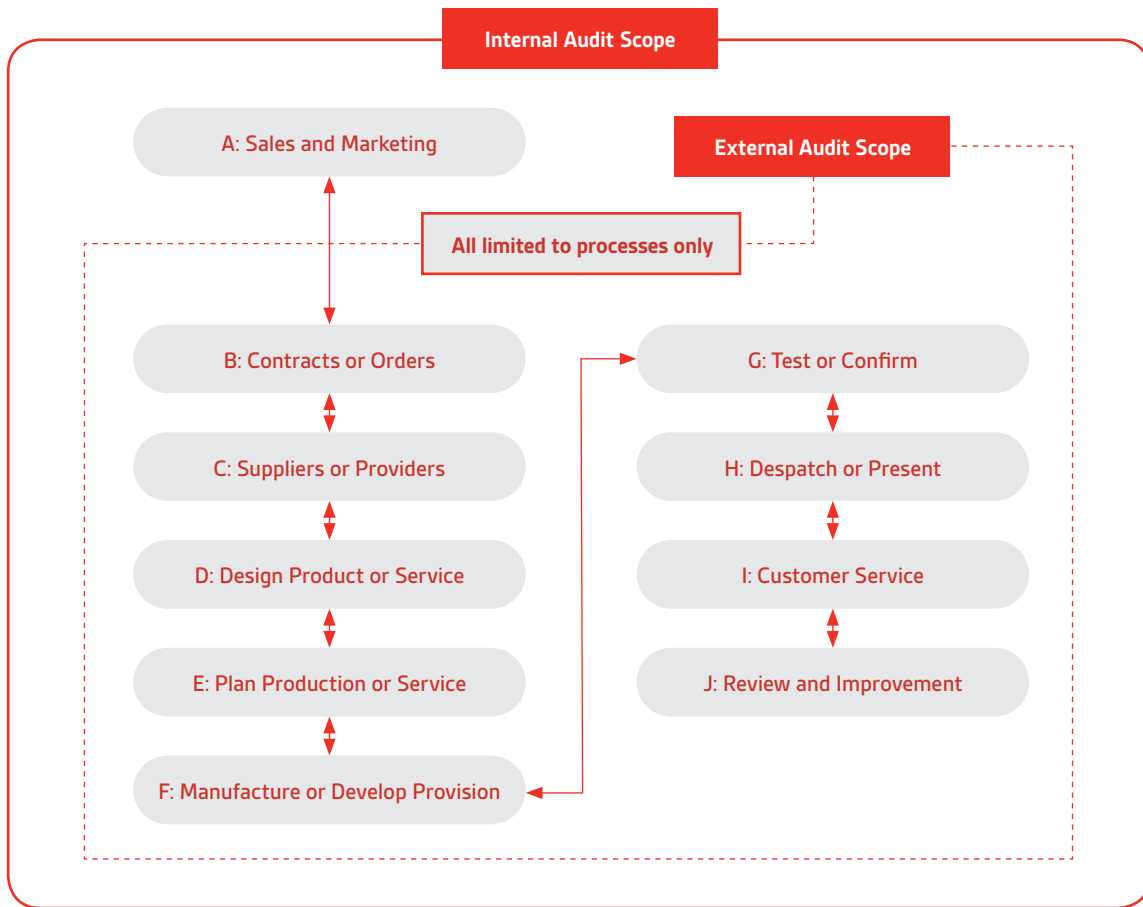 Internal Audit Scope
A: Sales and Marketing
External Audit Scope
All limited to processes only
B: Contracts or Orders
C: Suppliers or Providers
D: Design Product or Service
E: Plan Production or Service
F: Manufacture or Develop Provision
G: Test or Confirm
H: Despatch or Present
I: Customer Service
J: Review and Improvement